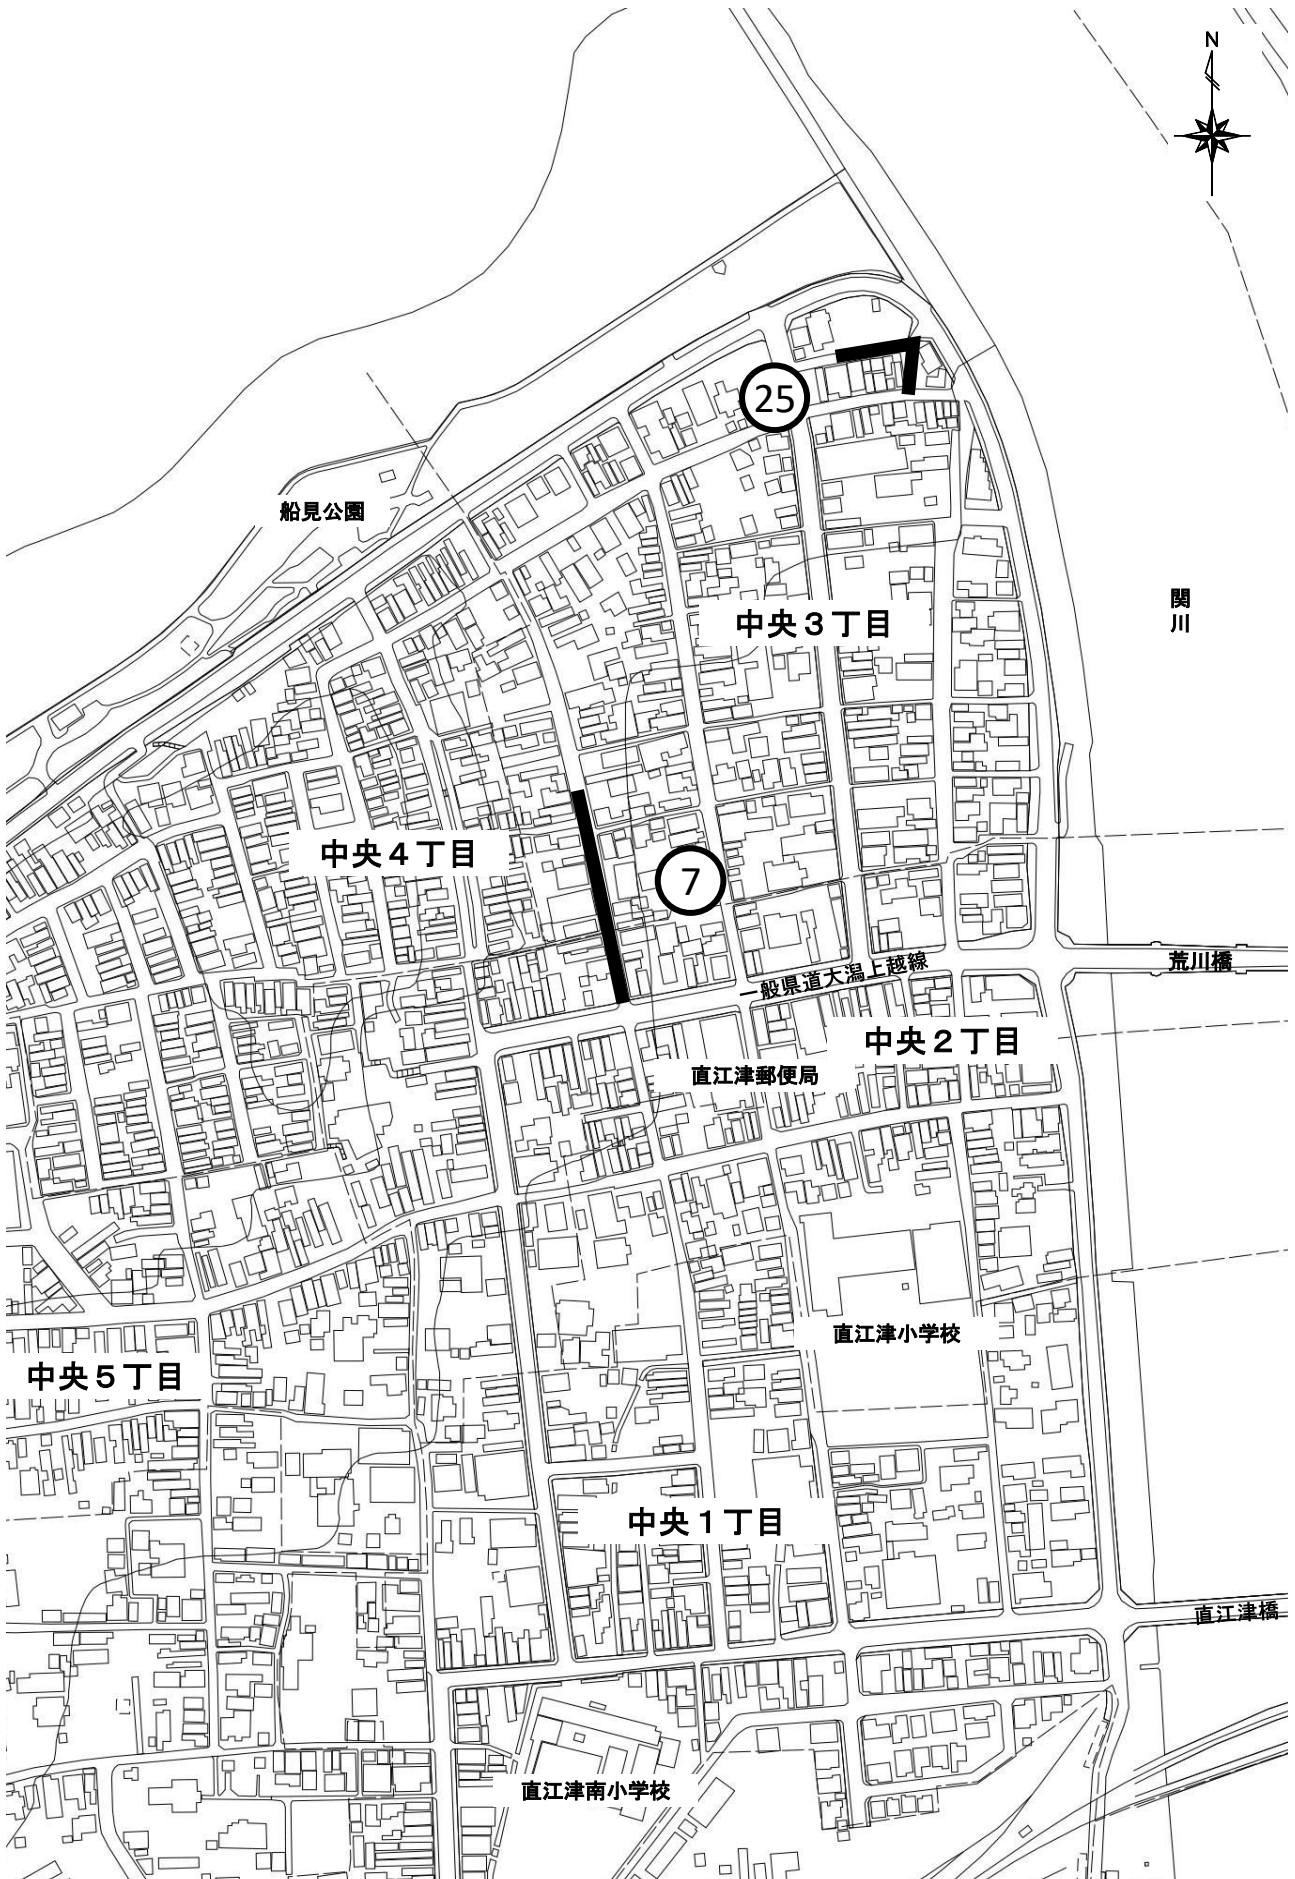 N
25
船見公園
中央３丁目
関川
中央４丁目
7
一般県道大潟上越線
荒川橋
中央２丁目
直江津郵便局
直江津小学校
中央５丁目
中央１丁目
直江津橋
直江津南小学校